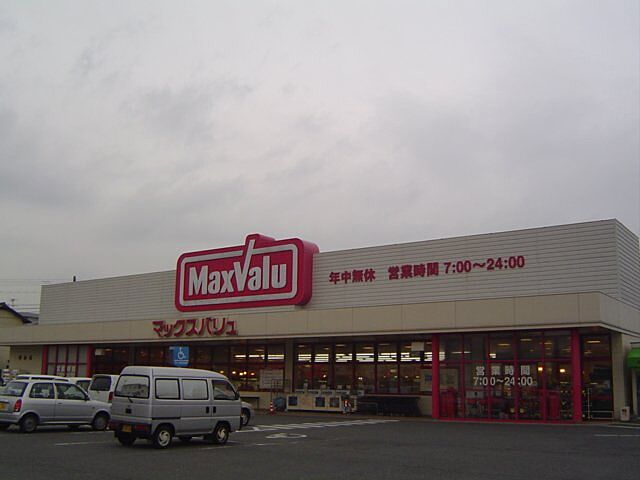 MaxValu
年中無休 営業時間 7:00～24:00
マックスバリュ
営業時間
7:00～24:00